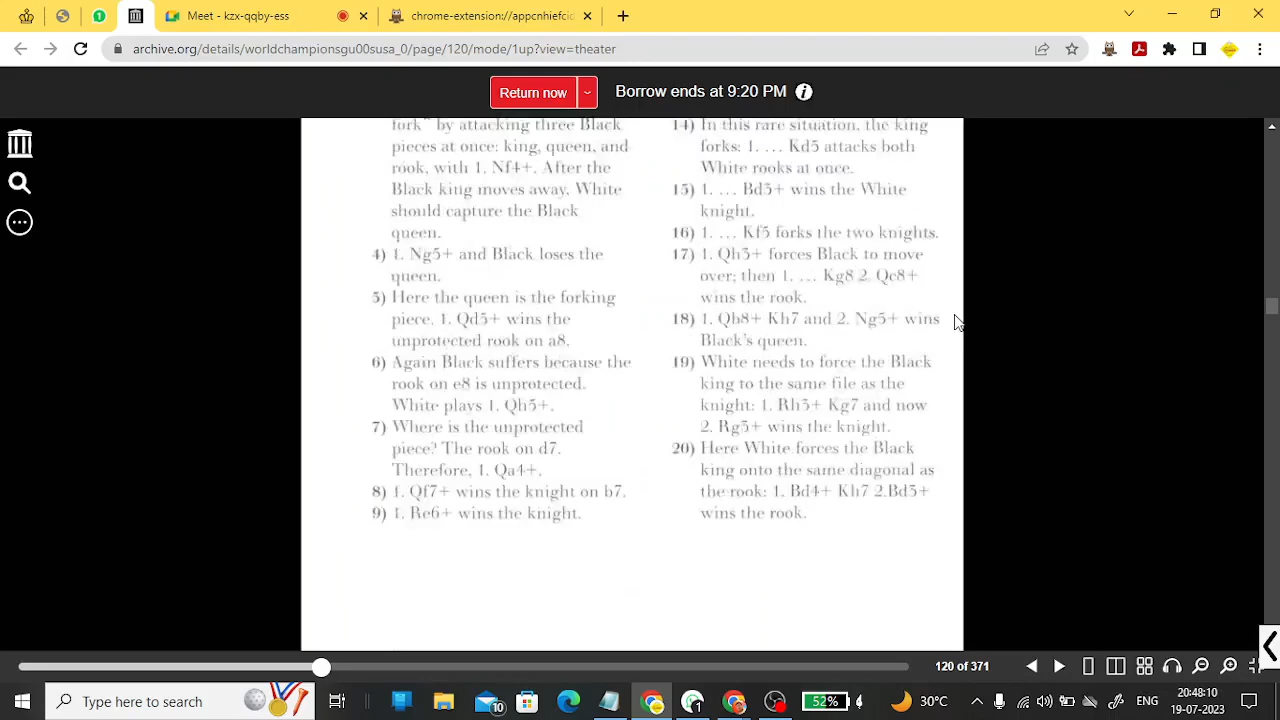 Meet - kzx-qqby-ess
chrome-extension://appcnhiefcid
archive.org/details/worldchampionsgu00susa_0/page/120/mode/1up?view=theater
Return now
Borrow ends at 9:20 PM
fork” by attacking three Black
pieces at once: king, queen, and
rook, with 1. Nf4+. After the
Black king moves away, White
should capture the Black
queen.
4) 1. Ng5+ and Black loses the
queen.
5) Here the queen is the forking
piece. 1. Qd5+ wins the
unprotected rook on a8.
6) Again Black suffers because the
rook on e8 is unprotected.
White plays 1. Qh5+.
7) Where is the unprotected
piece? The rook on d7.
Therefore, 1. Qa4+.
8) 1. Qf7+ wins the knight on b7.
9) 1. Re6+ wins the knight.
14) In this rare situation, the king
forks: 1. … Kd5 attacks both
White rooks at once.
15) 1. … Bd3+ wins the White
knight.
16) 1. … Kf5 forks the two knights.
17) 1. Qh3+ forces Black to move
over; then 1. … Kg8 2. Qc8+
wins the rook.
18) 1. Qb8+ Kh7 and 2. Ng5+ wins
Black's queen.
19) White needs to force the Black
king to the same file as the
knight: 1. Rh3+ Kg7 and now
2. Rg3+ wins the knight.
20) Here White forces the Black
king onto the same diagonal as
the rook: 1. Bd4+ Kh7 2.Bd3+
wins the rook.
120 of 371
Type here to search
10
52%
30°C
ENG
20:48:10
19-07-2023